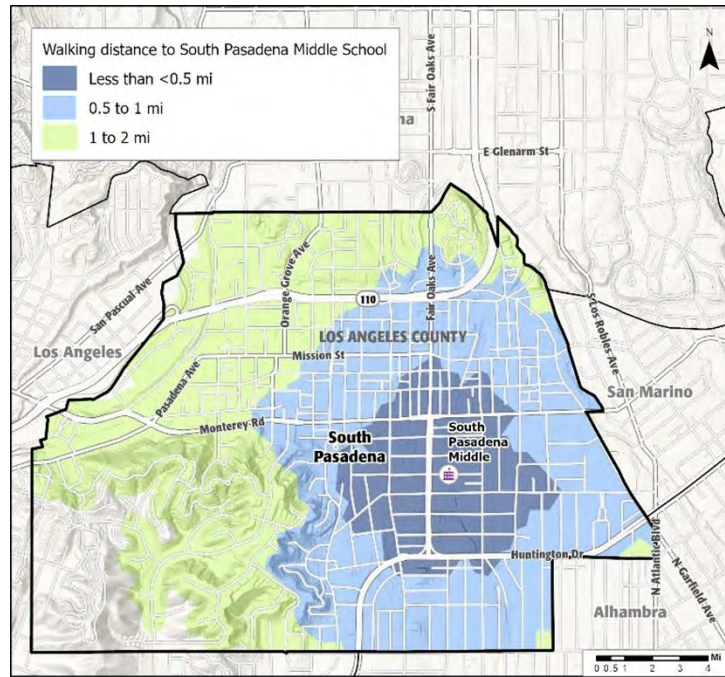 Walking distance to South Pasadena Middle School
Less than <0.5 mi
0.5 to 1 mi
1 to 2 mi
N
na
S Fair Oaks Ave
E Glenarm St
Orange Grove Ave
San Pascual Ave
110
Fair Oaks Ave
S Los Robles Ave
LOS ANGELES COUNTY
Los Angeles
Mission St
Pasadena Ave
San Marino
Monterey Rd
South
Pasadena
South
Pasadena
Middle
Huntington Dr
N Atlantic Blvd
N Garfield Ave
Alhambra
Mi
0 0.5 1 2 3 4